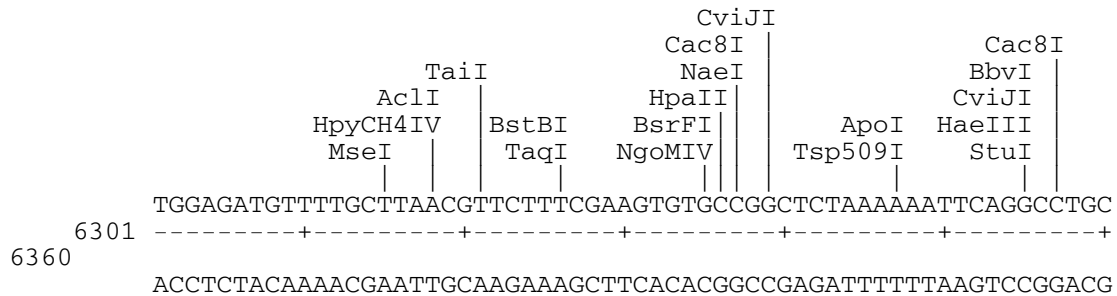 CviJI
Cac8I Cac8I
TaiI NaeI BbvI
AclI HpaII CviJI
HpyCH4IV BstBI BsrFI ApoI HaeIII
MseI TaqI NgoMIV Tsp509I StuI
TGGAGATGTTTTGCTTAACGTTCTTTCGAAGTGTGCCGGCTCTAAAAAATTCAGGCCTGC
6301 ---------+---------+---------+---------+---------+---------+
6360
ACCTCTACAAAACGAATTGCAAGAAAGCTTCACACGGCCGAGATTTTTTAAGTCCGGACG